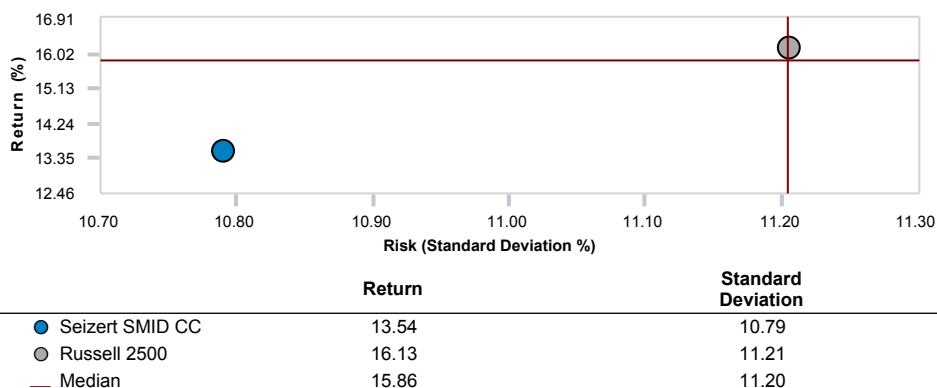 16.91
16.02
15.13
14.24
13.35
12.46
Return (%)
10.70 10.80 10.90 11.00 11.10 11.20 11.30
Risk (Standard Deviation %)
Return Standard Deviation
Seizert SMID CC 13.54 10.79
Russell 2500 16.13 11.21
Median 15.86 11.20